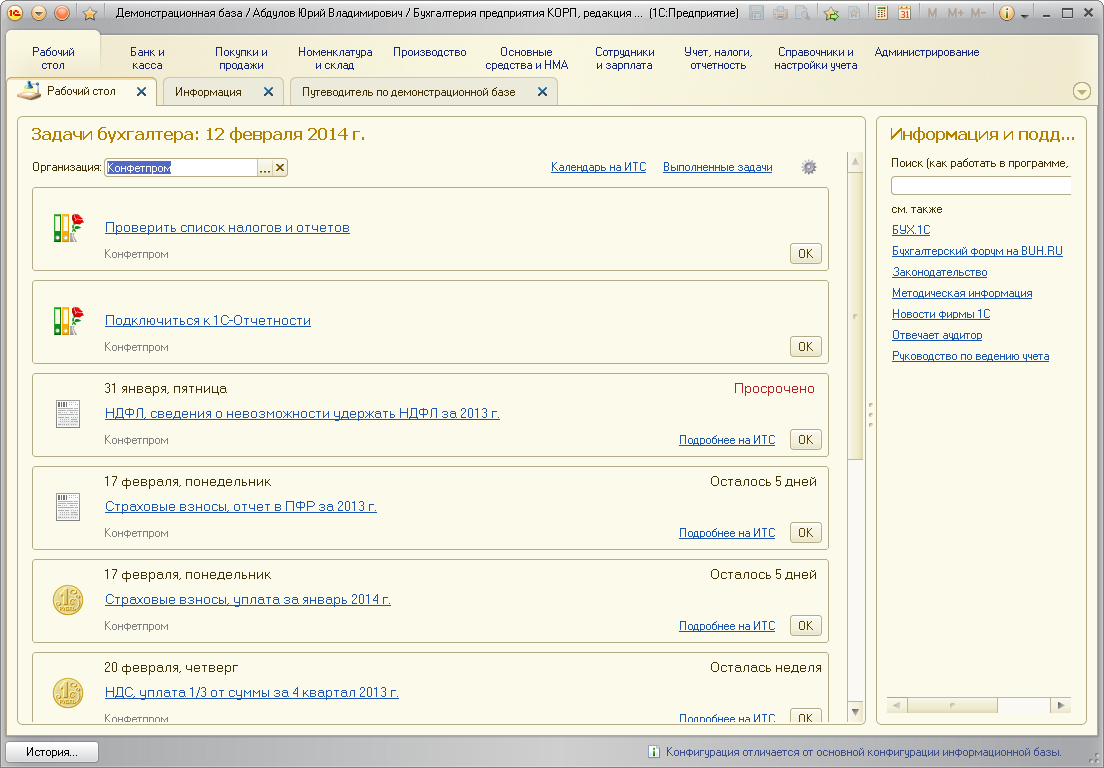 Демонстрационная база / Абдулов Юрий Владимирович / Бухгалтерия предприятия КОРП, редакция ... (1С:Предприятие)
M M+ M-
Рабочий стол
Банк и касса
Покупки и продажи
Номенклатура и склад
Производство
Основные средства и НМА
Сотрудники и зарплата
Учет, налоги, отчетность
Справочники и настройки учета
Администрирование
Рабочий стол
Информация
Путеводитель по демонстрационной базе
Задачи бухгалтера: 12 февраля 2014 г.
Организация: Конфетпром ...
Календарь на ИТС
Выполненные задачи
Проверить список налогов и отчетов
Конфетпром
OK
Подключиться к 1С-Отчетности
Конфетпром
OK
31 января, пятница
Просрочено
НДФЛ, сведения о невозможности удержать НДФЛ за 2013 г.
Конфетпром
Подробнее на ИТС
OK
17 февраля, понедельник
Осталось 5 дней
Страховые взносы, отчет в ПФР за 2013 г.
Конфетпром
Подробнее на ИТС
OK
17 февраля, понедельник
Осталось 5 дней
Страховые взносы, уплата за январь 2014 г.
Конфетпром
Подробнее на ИТС
OK
20 февраля, четверг
Осталась неделя
НДС, уплата 1/3 от суммы за 4 квартал 2013 г.
Конфетпром
Подробнее на ИТС
OK
Информация и подд...
Поиск (как работать в программе,
см. также
БУХ.1С
Бухгалтерский форум на BUH.RU
Законодательство
Методическая информация
Новости фирмы 1С
Отвечает аудитор
Руководство по ведению учета
История...
Конфигурация отличается от основной конфигурации информационной базы.